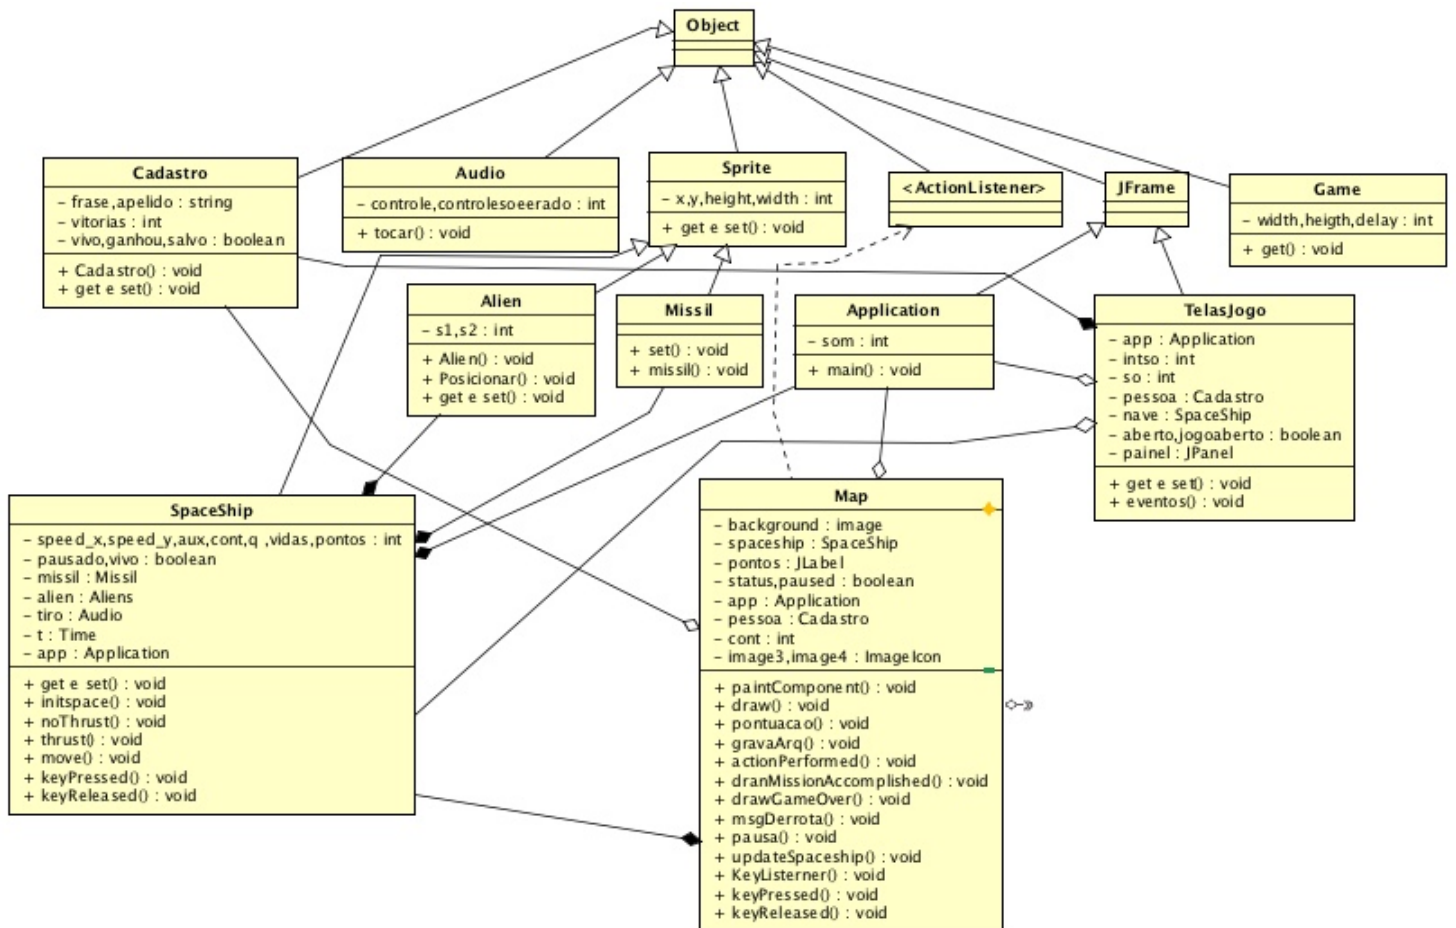 Object
Cadastro
- frase,apelido : string
- vitorias : int
- vivo,ganhou,salvo : boolean
+ Cadastro() : void
+ get e set() : void
Audio
- controle,controlesoeerado : int
+ tocar() : void
Sprite
- x,y,height,width : int
+ get e set() : void
<ActionListener>
JFrame
Game
- width,heigth,delay : int
+ get() : void
Alien
- s1,s2 : int
+ Alien() : void
+ Posicionar() : void
+ get e set() : void
Missil
+ set() : void
+ missil() : void
Application
- som : int
+ main() : void
TelasJogo
- app : Application
- intso : int
- so : int
- pessoa : Cadastro
- nave : SpaceShip
- aberto,jogoaberto : boolean
- painel : JPanel
+ get e set() : void
+ eventos() : void
SpaceShip
- speed_x,speed_y,aux,cont,q ,vidas,pontos : int
- pausado,vivo : boolean
- missil : Missil
- alien : Aliens
- tiro : Audio
- t : Time
- app : Application
+ get e set() : void
+ initspace() : void
+ noThrust() : void
+ thrust() : void
+ move() : void
+ keyPressed() : void
+ keyReleased() : void
Map
- background : image
- spaceship : SpaceShip
- pontos : JLabel
- status,paused : boolean
- app : Application
- pessoa : Cadastro
- cont : int
- image3,image4 : ImageIcon
+ paintComponent() : void
+ draw() : void
+ pontuacao() : void
+ gravaArq() : void
+ actionPerformed() : void
+ dranMissionAccomplished() : void
+ drawGameOver() : void
+ msgDerrota() : void
+ pausa() : void
+ updateSpaceship() : void
+ KeyListerner() : void
+ keyPressed() : void
+ keyReleased() : void